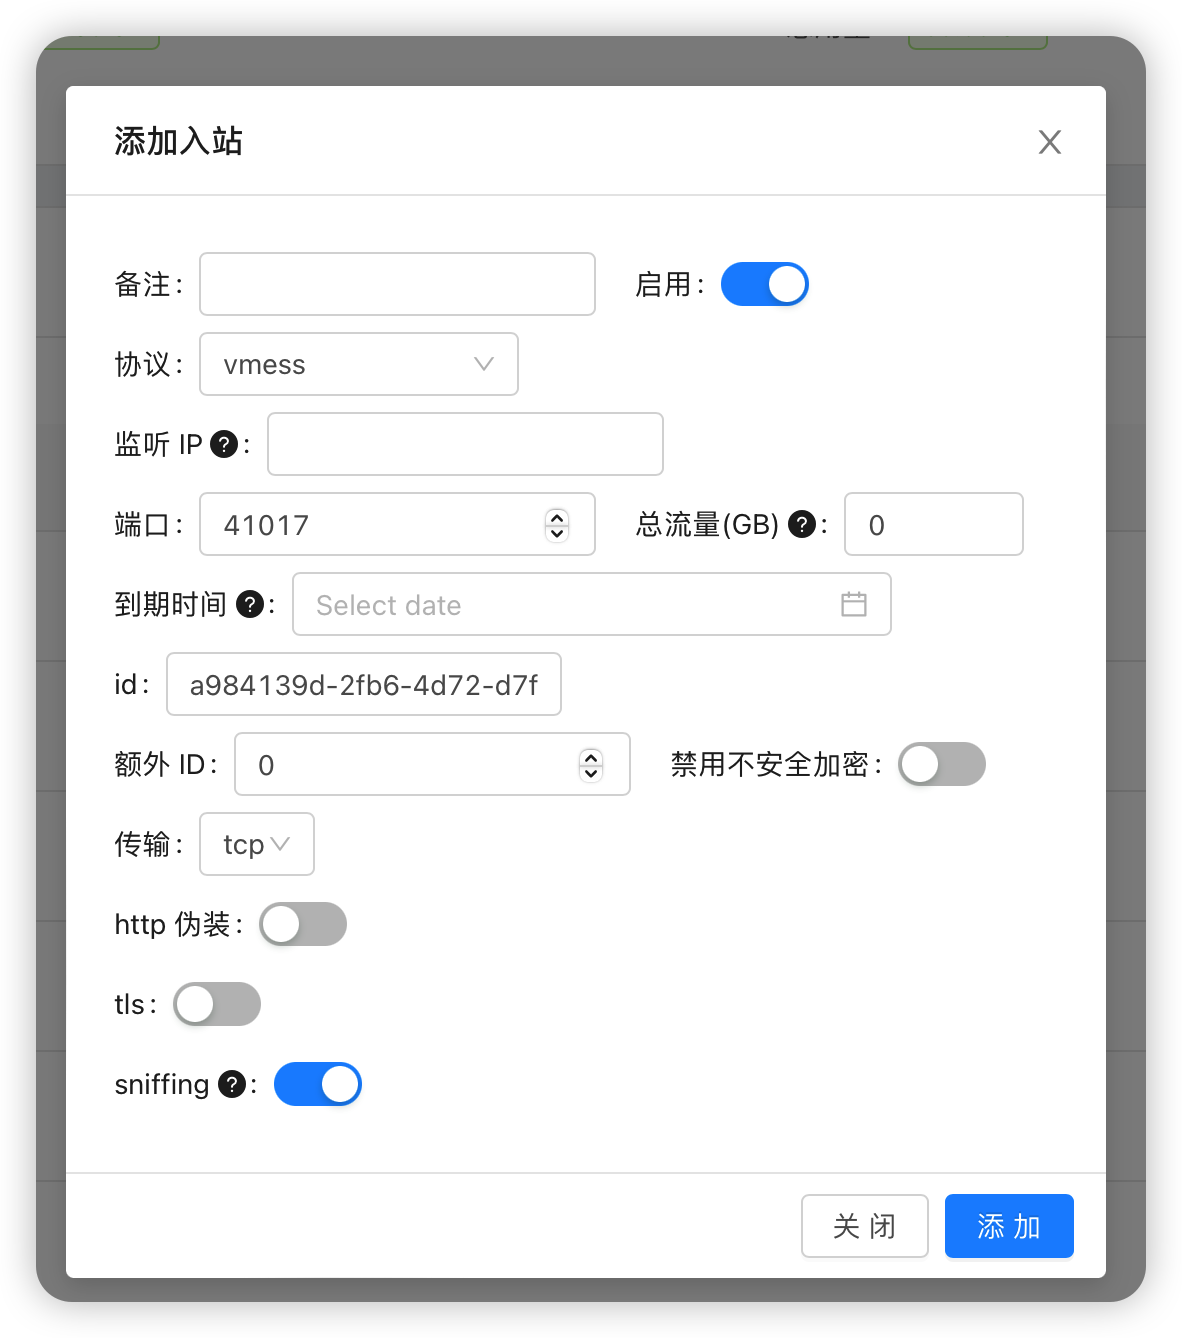 添加入站
备注: 启用:
协议: vmess
监听 IP ?:
端口: 41017 总流量(GB) ?: 0
到期时间 ?: Select date
id: a984139d-2fb6-4d72-d7f
额外 ID: 0 禁用不安全加密:
传输: tcp
http 伪装:
tls:
sniffing ?:
关 闭 添 加